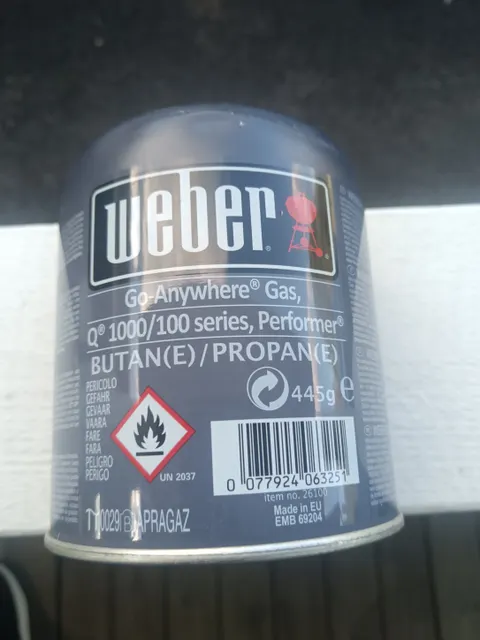 weber®
Go-Anywhere® Gas,
Q® 1000/100 series, Performer®
BUTAN(E)/PROPAN(E)
445g e
PERICOLO
GEFAHR
GEVAAR
VAARA
FARE
FARA
PELIGRO
PERIGO
UN 2037
0 077924 063251
item no. 26100
Made in EU
EMB 69204
APRAGAZ